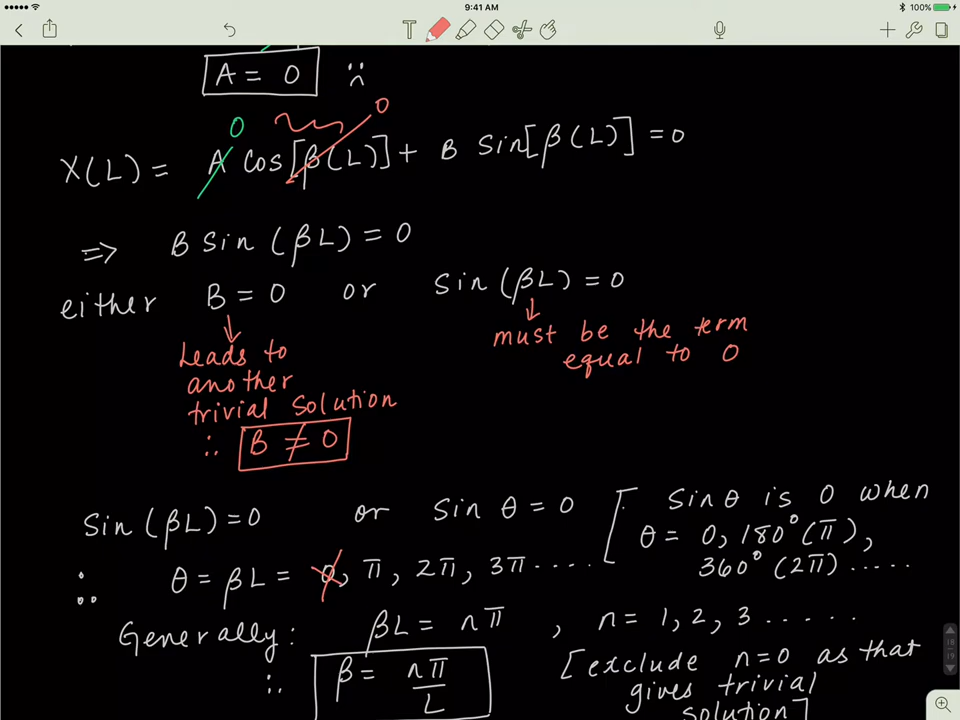 9:41 AM
100%
T
A = 0
0 0
X(L) = A Cos[β(L)] + B Sin[β(L)] = 0
=> B Sin (βL) = 0
either B = 0 or Sin (βL) = 0
must be the term
equal to 0
Leads to
another
trivial solution
∴ B ≠ 0
Sin (βL) = 0 or Sin θ = 0 [ Sinθ is 0 when
θ = 0, 180° (π),
360° (2π) .....
∴ θ = βL = 0, π, 2π, 3π ....
Generally: βL = nπ , n = 1, 2, 3 .....
∴ β = nπ/L
[exclude n=0 as that
gives trivial
solution]
18
19